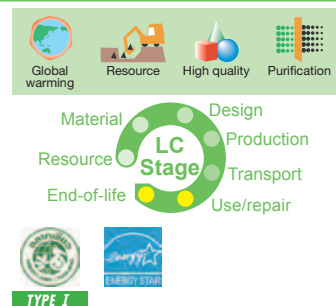 Global warming
Resource
High quality
Purification
Material
Design
Production
LC Stage
Resource
Transport
End-of-life
Use/repair
energy
ENERGY STAR
TYPE I